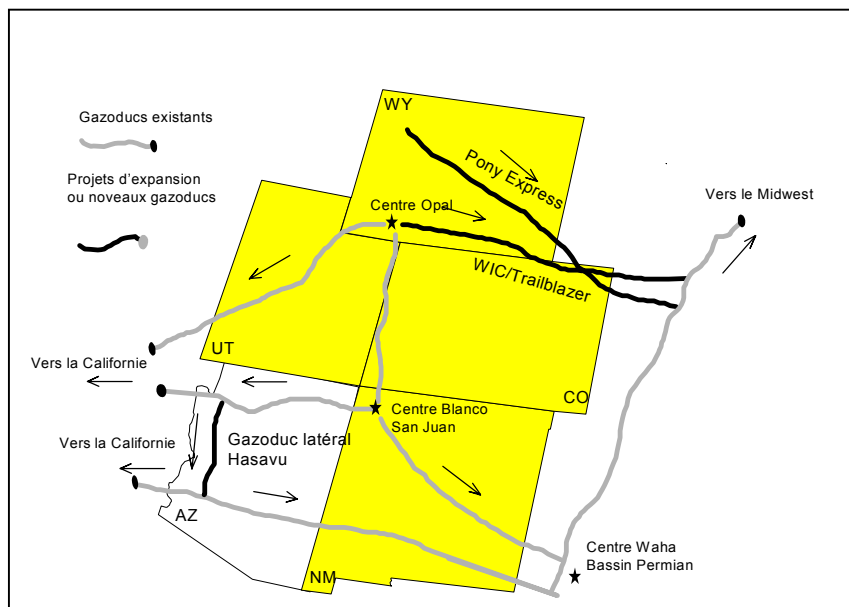 WY
Gazoducs existants
Pony Express
Projets d'expansion
ou noveaux gazoducs
Vers le Midwest
Centre Opal
WIC/Trailblazer
UT
Vers la Californie
CO
Centre Blanco
San Juan
Vers la Californie
Gazoduc latéral
Hasavu
AZ
Centre Waha
Bassin Permian
NM